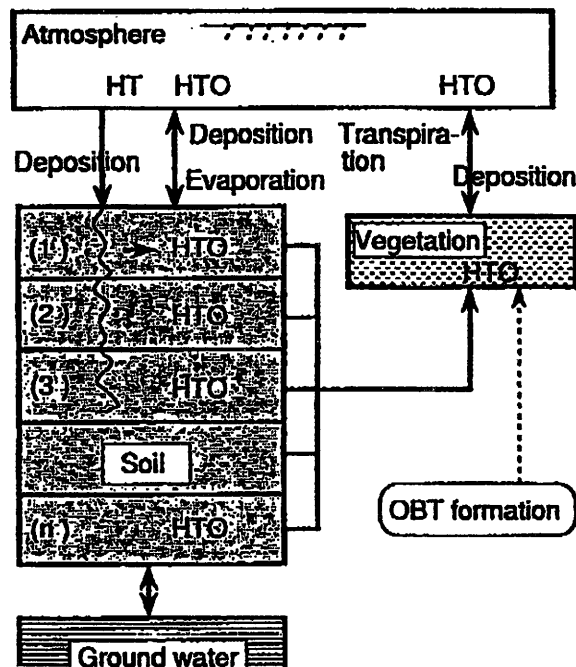 Atmosphere
HT HTO HTO
Deposition
Evaporation
Deposition
Transpira-
tion
Deposition
(1) HTO
(2) HTO
(3) HTO
Soil
(n) HTO
Vegetation
HTO
OBT formation
Ground water